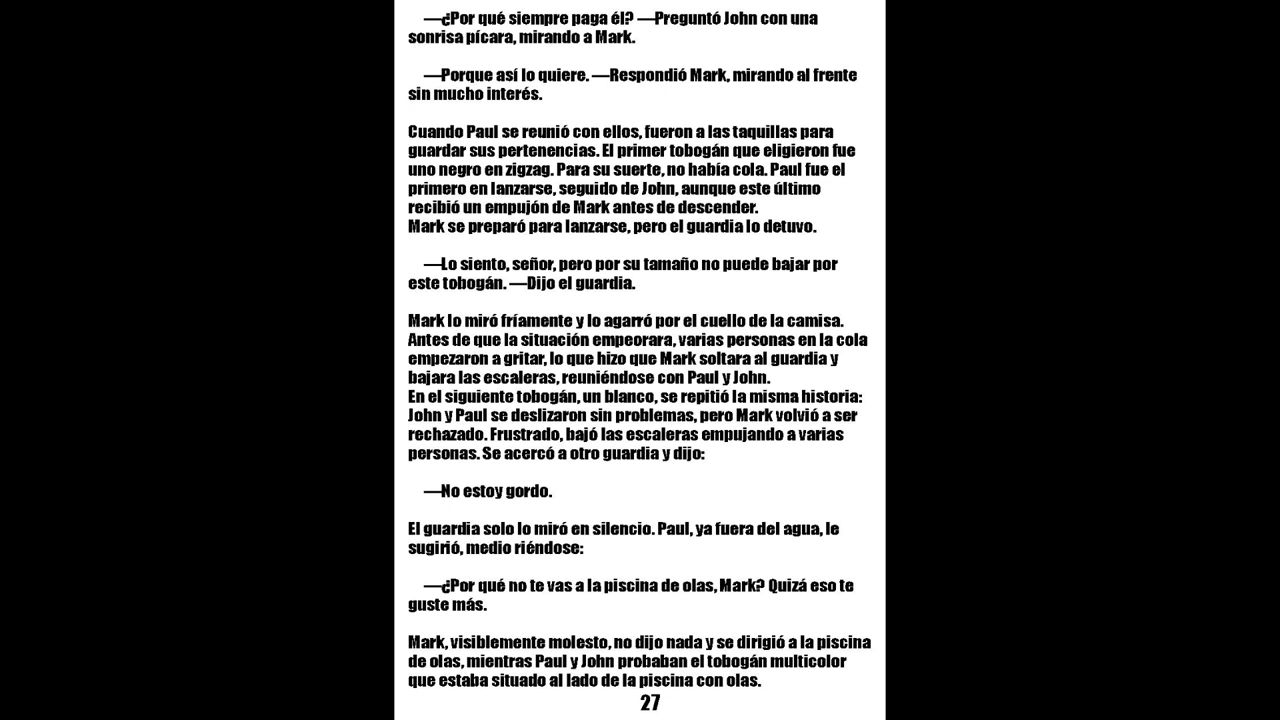 —¿Por qué siempre paga él? —Preguntó John con una
sonrisa pícara, mirando a Mark.
—Porque así lo quiere. —Respondió Mark, mirando al frente
sin mucho interés.
Cuando Paul se reunió con ellos, fueron a las taquillas para
guardar sus pertenencias. El primer tobogán que eligieron fue
uno negro en zigzag. Para su suerte, no había cola. Paul fue el
primero en lanzarse, seguido de John, aunque este último
recibió un empujón de Mark antes de descender.
Mark se preparó para lanzarse, pero el guardia lo detuvo.
—Lo siento, señor, pero por su tamaño no puede bajar por
este tobogán. —Dijo el guardia.
Mark lo miró fríamente y lo agarró por el cuello de la camisa.
Antes de que la situación empeorara, varias personas en la cola
empezaron a gritar, lo que hizo que Mark soltara al guardia y
bajara las escaleras, reuniéndose con Paul y John.
En el siguiente tobogán, un blanco, se repitió la misma historia:
John y Paul se deslizaron sin problemas, pero Mark volvió a ser
rechazado. Frustrado, bajó las escaleras empujando a varias
personas. Se acercó a otro guardia y dijo:
—No estoy gordo.
El guardia solo lo miró en silencio. Paul, ya fuera del agua, le
sugirió, medio riéndose:
—¿Por qué no te vas a la piscina de olas, Mark? Quizá eso te
guste más.
Mark, visiblemente molesto, no dijo nada y se dirigió a la piscina
de olas, mientras Paul y John probaban el tobogán multicolor
que estaba situado al lado de la piscina con olas.
27